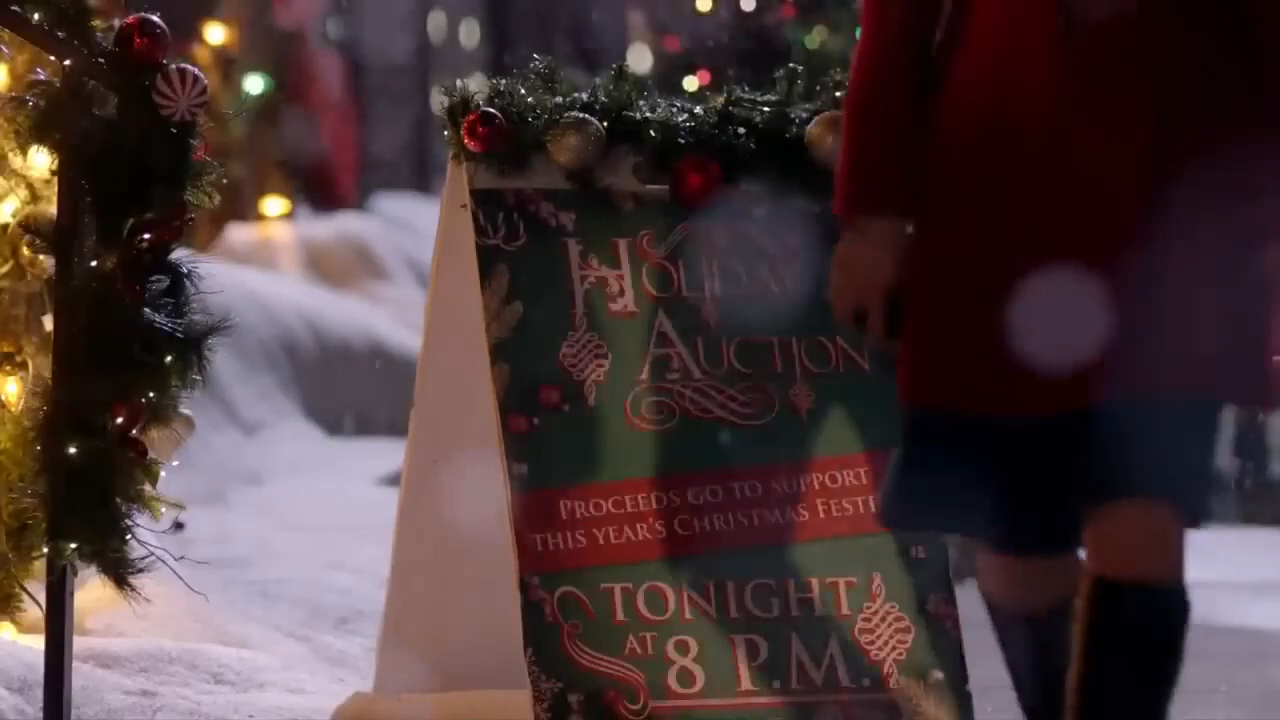 HOLIDAY
AUCTION
PROCEEDS GO TO SUPPORT
THIS YEAR'S CHRISTMAS
TONIGHT
AT 8 P.M.